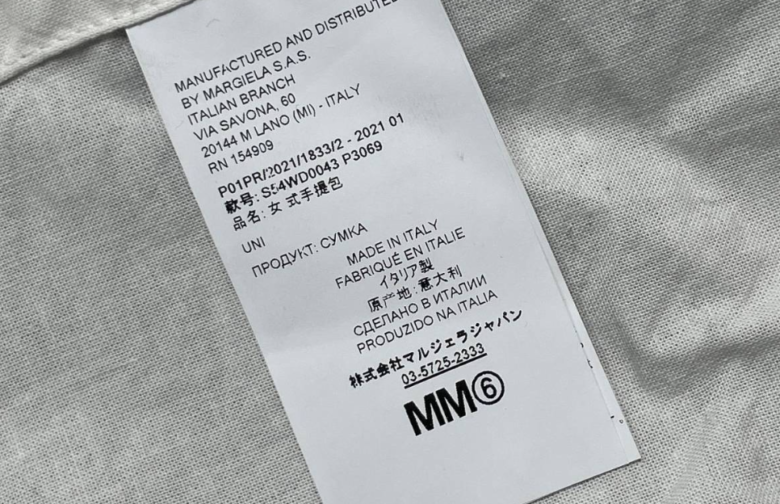 MANUFACTURED AND DISTRIBUTED
BY MARGIELA S.A.S.
ITALIAN BRANCH
VIA SAVONA, 60
20144 M LANO (MI) - ITALY
RN 154909
P01PR/2021/1833/2 - 2021 01
款号: S54WD0043 P3069
品名: 女 式手提包
UNI
ПРОДУКТ: СУМКА
MADE IN ITALY
FABRIQUÉ EN ITALIE
イタリア製
原产地: 意大利
СДЕЛАНО В ИТАЛИИ
PRODUZIDO NA ITALIA
株式会社マルジェラジャパン
03-5725-2333
MM⑥